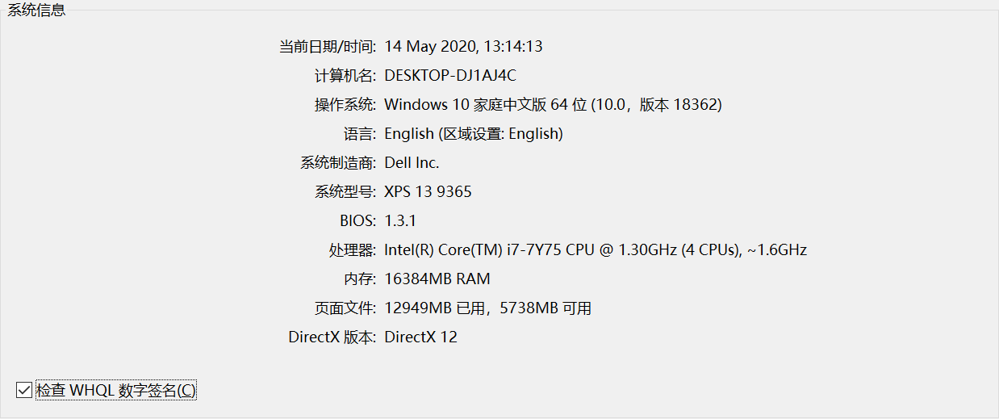 系统信息
当前日期/时间: 14 May 2020, 13:14:13
计算机名: DESKTOP-DJ1AJ4C
操作系统: Windows 10 家庭中文版 64 位 (10.0，版本 18362)
语言: English (区域设置: English)
系统制造商: Dell Inc.
系统型号: XPS 13 9365
BIOS: 1.3.1
处理器: Intel(R) Core(TM) i7-7Y75 CPU @ 1.30GHz (4 CPUs), ~1.6GHz
内存: 16384MB RAM
页面文件: 12949MB 已用，5738MB 可用
DirectX 版本: DirectX 12
检查 WHQL 数字签名(C)